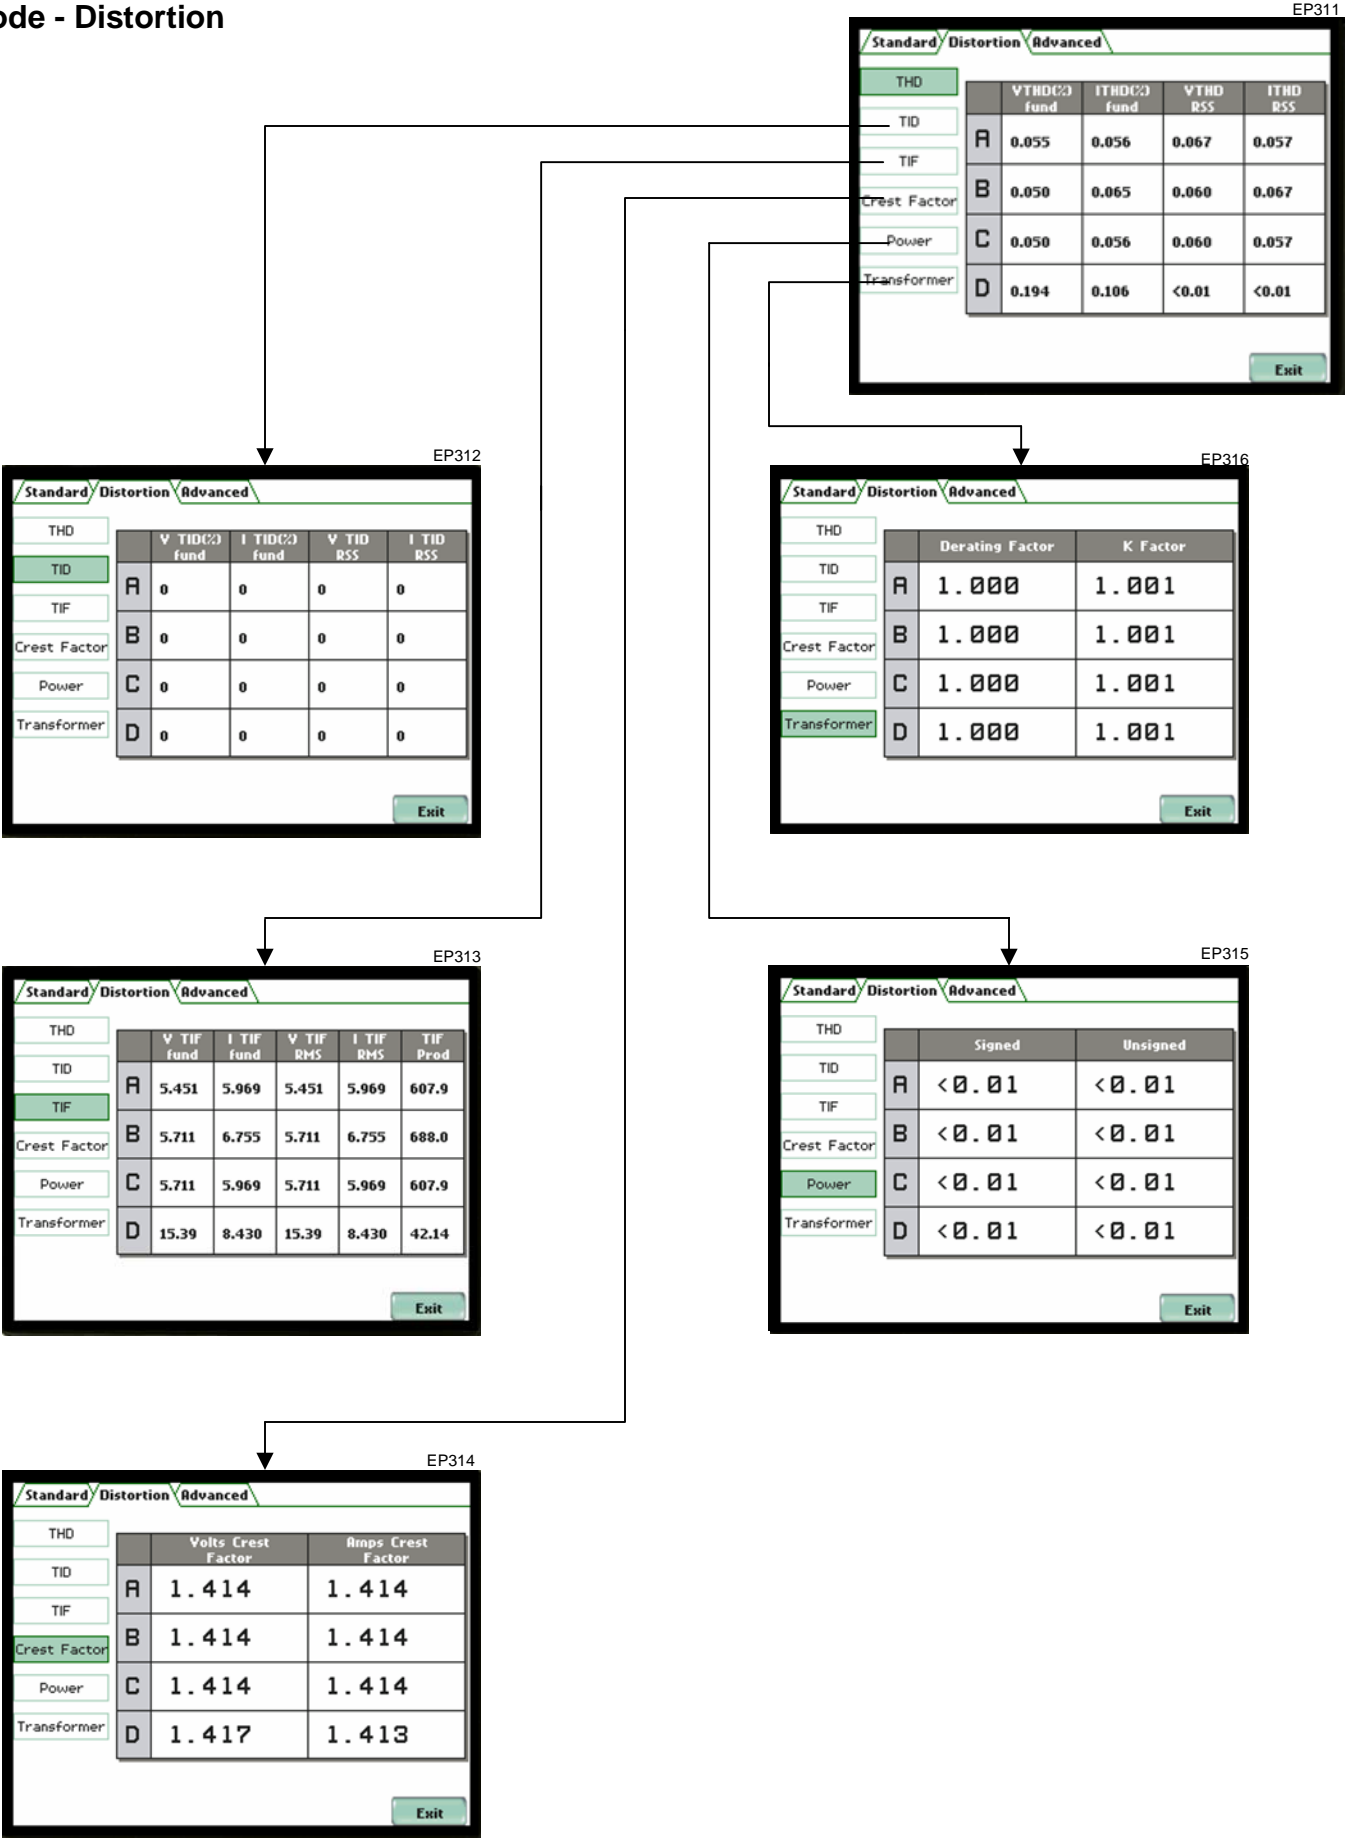 ode - Distortion
EP311
Standard Distortion Advanced
THD
TID
TIF
Crest Factor
Power
Transformer
VTHD(%) fund ITHD(%) fund VTHD RSS ITHD RSS
A 0.055 0.056 0.067 0.057
B 0.050 0.065 0.060 0.067
C 0.050 0.056 0.060 0.057
D 0.194 0.106 <0.01 <0.01
Exit
EP312
Standard Distortion Advanced
THD
TID
TIF
Crest Factor
Power
Transformer
V TID(%) fund I TID(%) fund V TID RSS I TID RSS
A 0 0 0 0
B 0 0 0 0
C 0 0 0 0
D 0 0 0 0
Exit
EP316
Standard Distortion Advanced
THD
TID
TIF
Crest Factor
Power
Transformer
Derating Factor K Factor
A 1.000 1.001
B 1.000 1.001
C 1.000 1.001
D 1.000 1.001
Exit
EP313
Standard Distortion Advanced
THD
TID
TIF
Crest Factor
Power
Transformer
V TIF fund I TIF fund V TIF RMS I TIF RMS TIF Prod
A 5.451 5.969 5.451 5.969 607.9
B 5.711 6.755 5.711 6.755 688.0
C 5.711 5.969 5.711 5.969 607.9
D 15.39 8.430 15.39 8.430 42.14
Exit
EP315
Standard Distortion Advanced
THD
TID
TIF
Crest Factor
Power
Transformer
Signed Unsigned
A <0.01 <0.01
B <0.01 <0.01
C <0.01 <0.01
D <0.01 <0.01
Exit
EP314
Standard Distortion Advanced
THD
TID
TIF
Crest Factor
Power
Transformer
Volts Crest Factor Amps Crest Factor
A 1.414 1.414
B 1.414 1.414
C 1.414 1.414
D 1.417 1.413
Exit